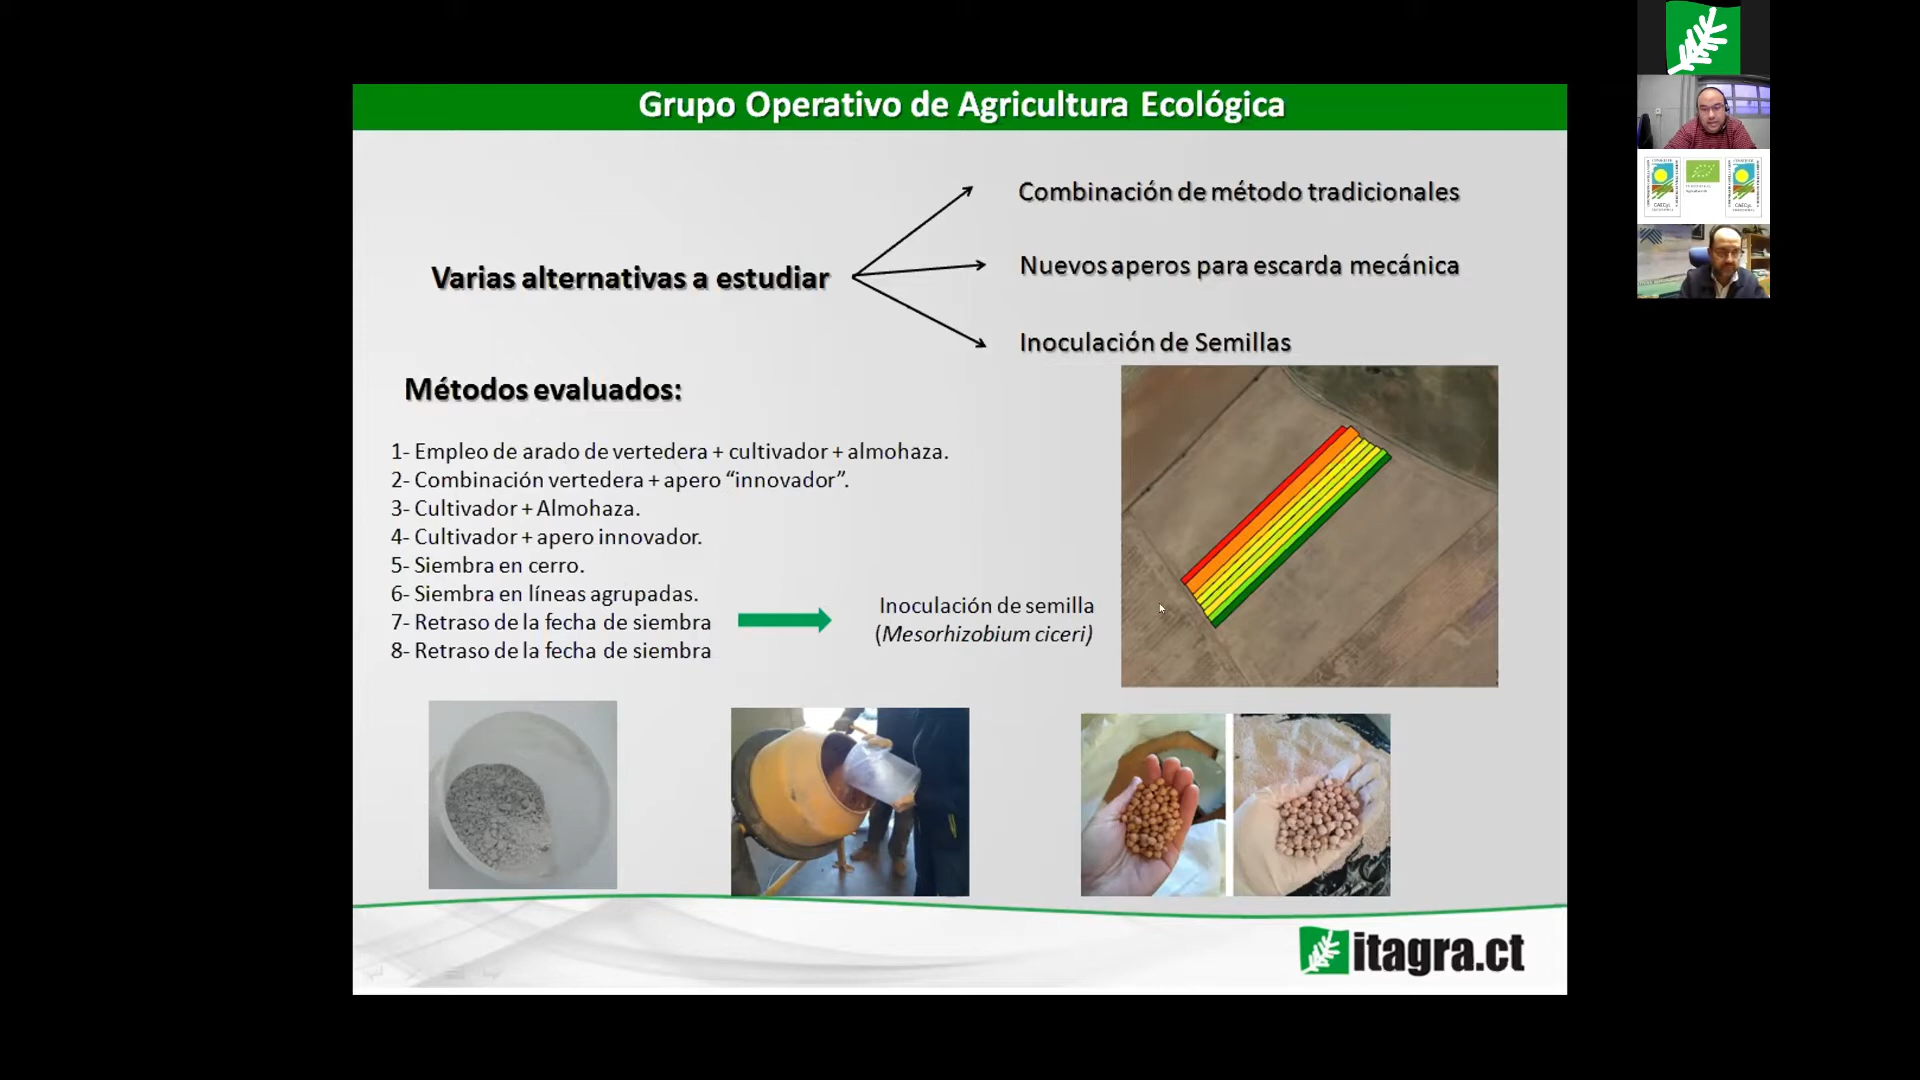 Grupo Operativo de Agricultura Ecológica
Combinación de método tradicionales
Varias alternativas a estudiar
Nuevos aperos para escarda mecánica
Inoculación de Semillas
Métodos evaluados:
1- Empleo de arado de vertedera + cultivador + almohaza.
2- Combinación vertedera + apero “innovador”.
3- Cultivador + Almohaza.
4- Cultivador + apero innovador.
5- Siembra en cerro.
6- Siembra en líneas agrupadas.
7- Retraso de la fecha de siembra
8- Retraso de la fecha de siembra
Inoculación de semilla
(Mesorhizobium ciceri)
itagra.ct
CAECyL
CAECyL